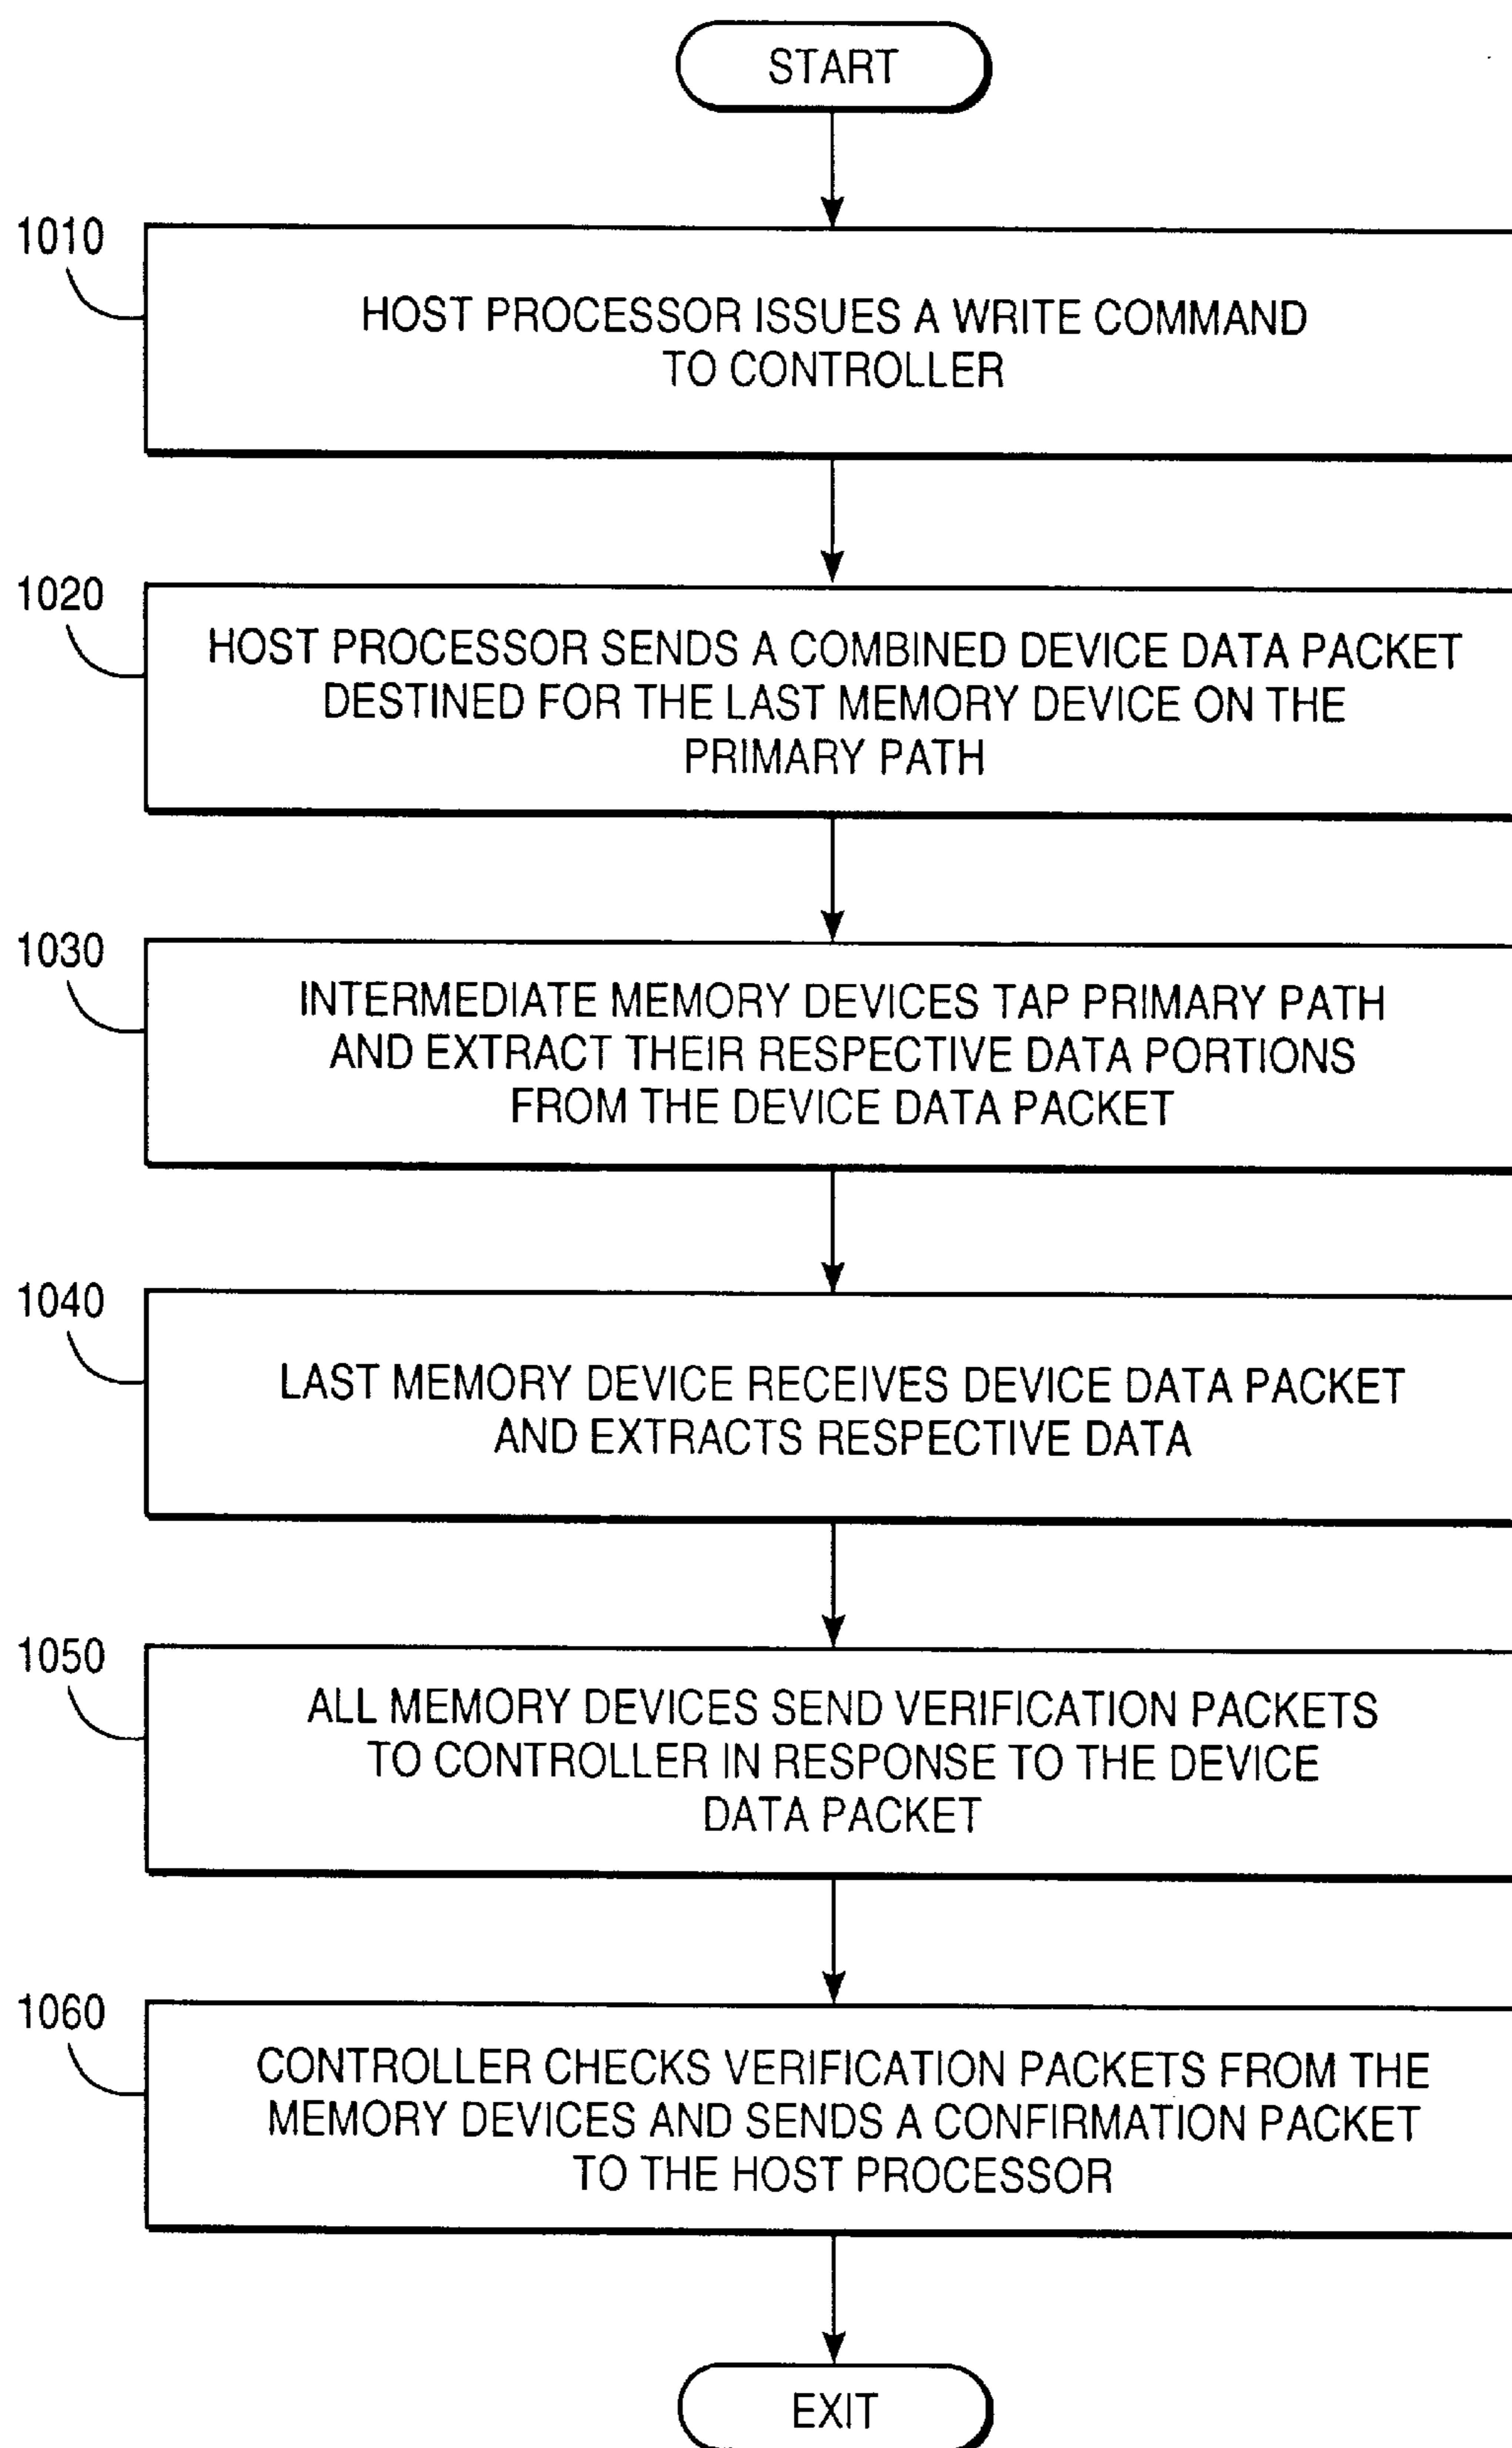 START
1010
HOST PROCESSOR ISSUES A WRITE COMMAND
TO CONTROLLER
1020
HOST PROCESSOR SENDS A COMBINED DEVICE DATA PACKET
DESTINED FOR THE LAST MEMORY DEVICE ON THE
PRIMARY PATH
1030
INTERMEDIATE MEMORY DEVICES TAP PRIMARY PATH
AND EXTRACT THEIR RESPECTIVE DATA PORTIONS
FROM THE DEVICE DATA PACKET
1040
LAST MEMORY DEVICE RECEIVES DEVICE DATA PACKET
AND EXTRACTS RESPECTIVE DATA
1050
ALL MEMORY DEVICES SEND VERIFICATION PACKETS
TO CONTROLLER IN RESPONSE TO THE DEVICE
DATA PACKET
1060
CONTROLLER CHECKS VERIFICATION PACKETS FROM THE
MEMORY DEVICES AND SENDS A CONFIRMATION PACKET
TO THE HOST PROCESSOR
EXIT